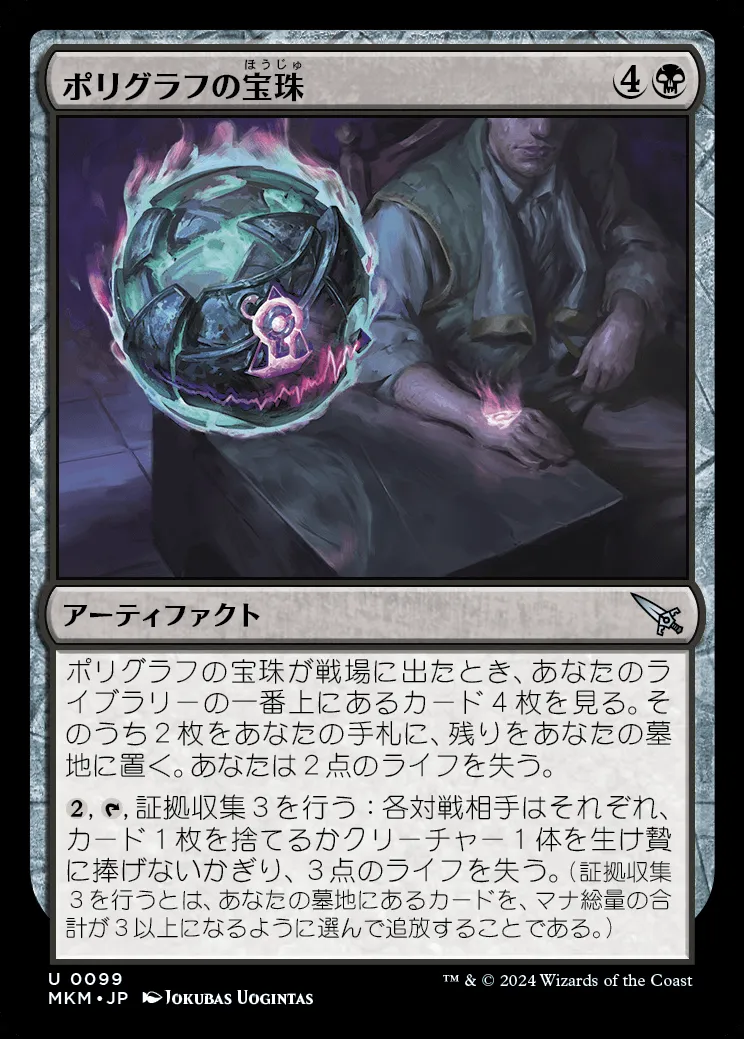 ほうじゅ
ポリグラフの宝珠 4
アーティファクト
ポリグラフの宝珠が戦場に出たとき、あなたのラ
イブラリーの一番上にあるカード４枚を見る。そ
のうち２枚をあなたの手札に、残りをあなたの墓
地に置く。あなたは２点のライフを失う。
2, , 証拠収集３を行う：各対戦相手はそれぞれ、
カード１枚を捨てるかクリーチャー１体を生け贄
に捧げないかぎり、３点のライフを失う。（証拠収集
３を行うとは、あなたの墓地にあるカードを、マナ総量の合
計が３以上になるように選んで追放することである。）
U 0099
MKM • JP JOKUBAS UOGINTAS
™ & © 2024 Wizards of the Coast